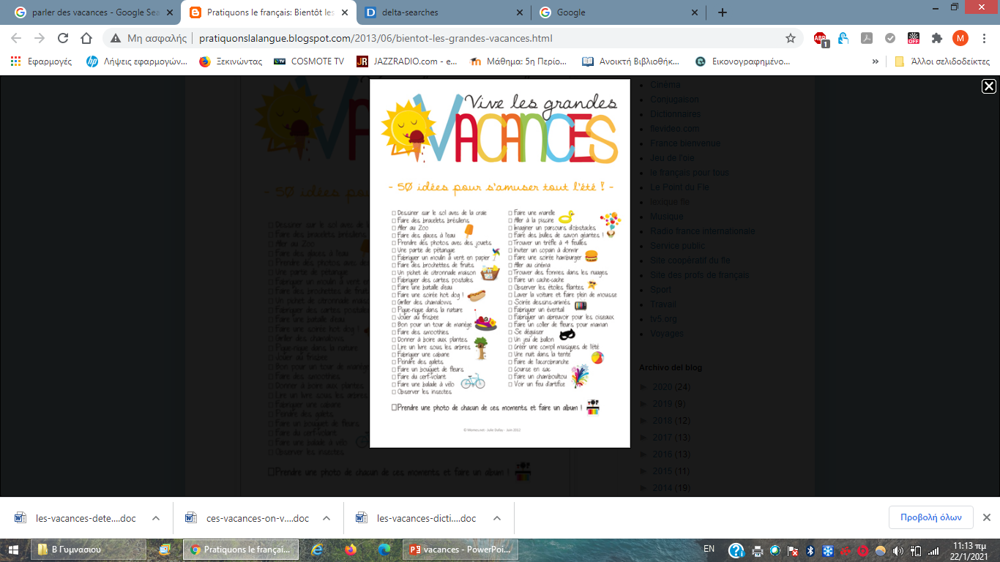 parler des vacances - Google Sea
Pratiquons le français: Bientôt les
delta-searches
Google
Μη ασφαλής
pratiquonslalangue.blogspot.com/2013/06/bientot-les-grandes-vacances.html
Εφαρμογές
Λήψεις εφαρμογών...
Ξεκινώντας
COSMOTE TV
JAZZRADIO.com - e...
Μάθημα: 5η Περίο...
Ανοικτή Βιβλιοθήκ...
Εικονογραφημένο...
»
Άλλοι σελιδοδείκτες
Vive les grandes
VACANCES
- 50 idées pour s'amuser tout l'été ! -
Dessiner sur le sol avec de la craie
Faire des bracelets brésiliens
Aller au Zoo
Faire des glaces à l'eau
Prendre des photos avec des jouets
Une partie de pétanque
Fabriquer un moulin à vent en papier
Faire des brochettes de fruits
Un pichet de citronnade maison
Fabriquer des cartes postales
Faire une bataille d'eau
Faire une soirée hot dog !
Griller des chamalows
Pique-nique dans la nature
Jouer au frisbee
Bon pour un tour de manège
Faire des smoothies
Donner à boire aux plantes
Lire un livre sous les arbres
Fabriquer une cabane
Peindre des galets
Faire un bouquet de fleurs
Faire du cerf-volant
Faire une balade à vélo
Observer les insectes
Faire une marelle
Aller à la piscine
Imaginer un parcours d'obstacles
Faire des bulles de savon géantes !
Trouver un trèfle à 4 feuilles
Inviter un copain à dormir
Faire une soirée hamburger
Aller au cinéma
Trouver des formes dans les nuages
Faire un cache-cache
Observer les étoiles filantes
Laver la voiture et faire plein de mousse
Soirée dessins-animés
Fabriquer un éventail
Fabriquer un abreuvoir pour les oiseaux
Faire un collier de fleurs pour maman
Se déguiser
Un jeu de ballon
Créer une compil musiques de l'été
Une nuit dans la tente
Faire de l'accrobranche
Course en sac
Faire un chamboultou
Voir un feu d'artifice
Prendre une photo de chacun de ces moments et faire un album !
Cinéma
Conjugaison
Dictionnaires
flevideo.com
France bienvenue
Jeu de l'oie
le français pour tous
Le Point du Fle
lexique fle
Musique
Radio france internationale
Service public
Site coopératif du fle
Site des profs de français
Sport
Travail
tv5.org
Voyages
Archivo del blog
► 2020 (24)
► 2019 (9)
► 2018 (12)
► 2017 (13)
► 2016 (13)
► 2015 (11)
► 2014 (19)
les-vacances-dete....doc
ces-vacances-on-v....doc
les-vacances-dicti....doc
Προβολή όλων
Β Γυμνασιου
Pratiquons le françai...
vacances - PowerPoi...
EN
11:13 πμ
22/1/2021